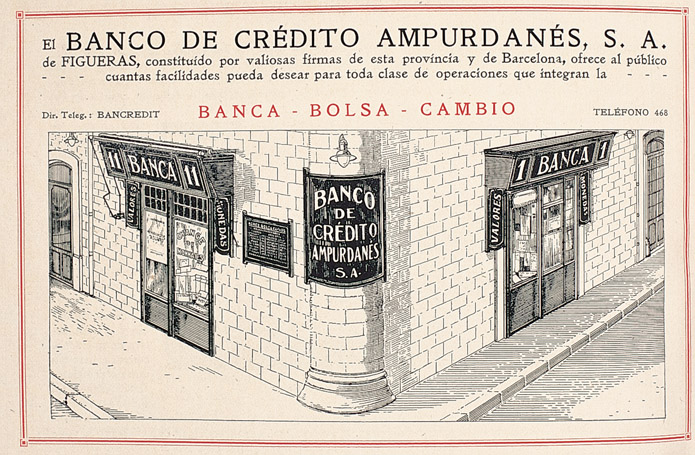 El BANCO DE CRÉDITO AMPURDANÉS, S. A.
de FIGUERAS, constituído por valiosas firmas de esta província y de Barcelona, ofrece al público
- - - cuantas facilidades pueda desear para toda clase de operaciones que integran la - - -
Dir. Teleg.: BANCREDIT
BANCA - BOLSA - CAMBIO
TELÉFONO 468
11 BANCA 11
VALORES
MONEDAS
BANCO
DE
CRÉDITO
AMPURDANÉS
S.A.
1 BANCA 1
VALORES
MONEDAS